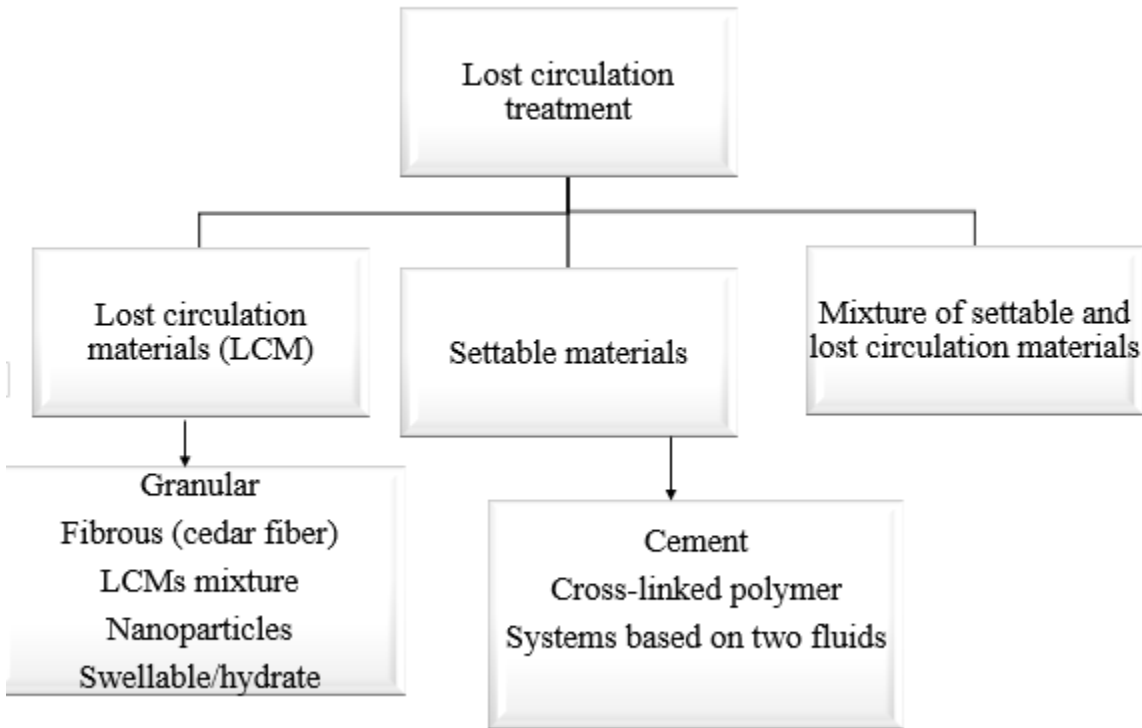 Lost circulation
treatment
Lost circulation
materials (LCM)
Settable materials
Mixture of settable and
lost circulation materials
Granular
Fibrous (cedar fiber)
LCMs mixture
Nanoparticles
Swellable/hydrate
Cement
Cross-linked polymer
Systems based on two fluids